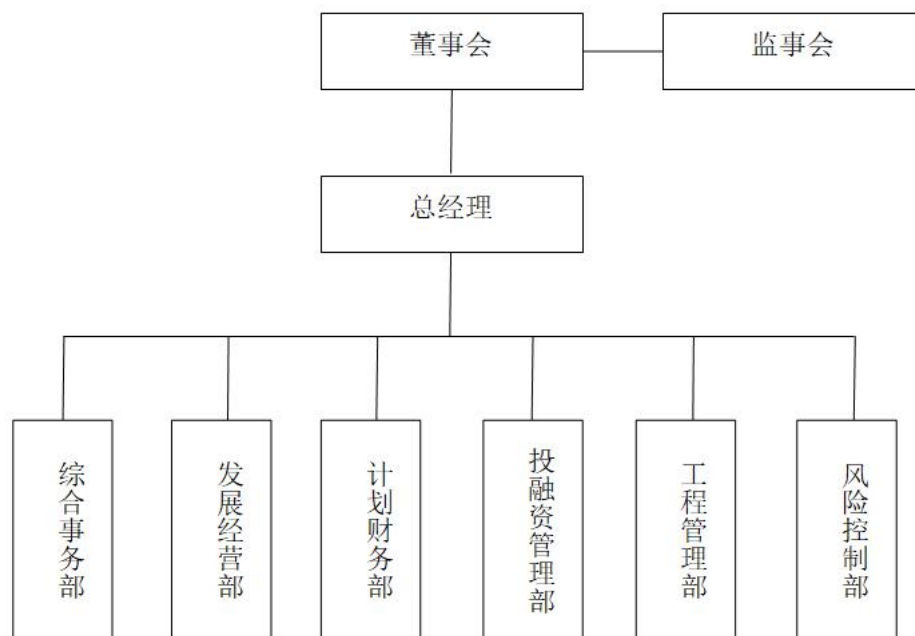 董事会
监事会
总经理
综合事务部
发展经营部
计划财务部
投融资管理部
工程管理部
风险控制部